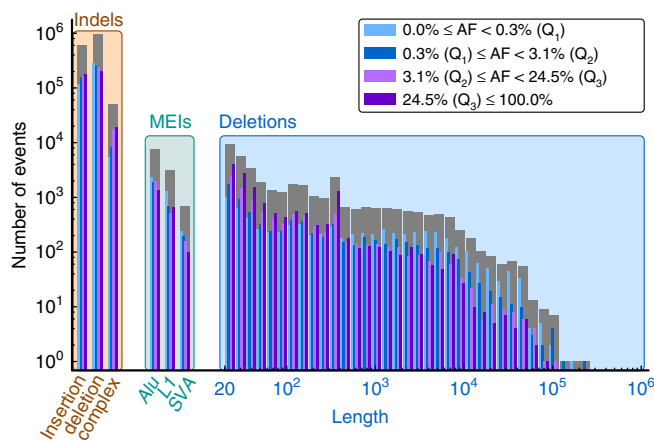 Indels
MEIs
Deletions
0.0% ≤ AF < 0.3% (Q₁)
0.3% (Q₁) ≤ AF < 3.1% (Q₂)
3.1% (Q₂) ≤ AF < 24.5% (Q₃)
24.5% (Q₃) ≤ 100.0%
Number of events
10⁶
10⁵
10⁴
10³
10²
10¹
10⁰
Insertion
deletion
complex
Alu
L1
SVA
20 10² 10³ 10⁴ 10⁵ 10⁶
Length